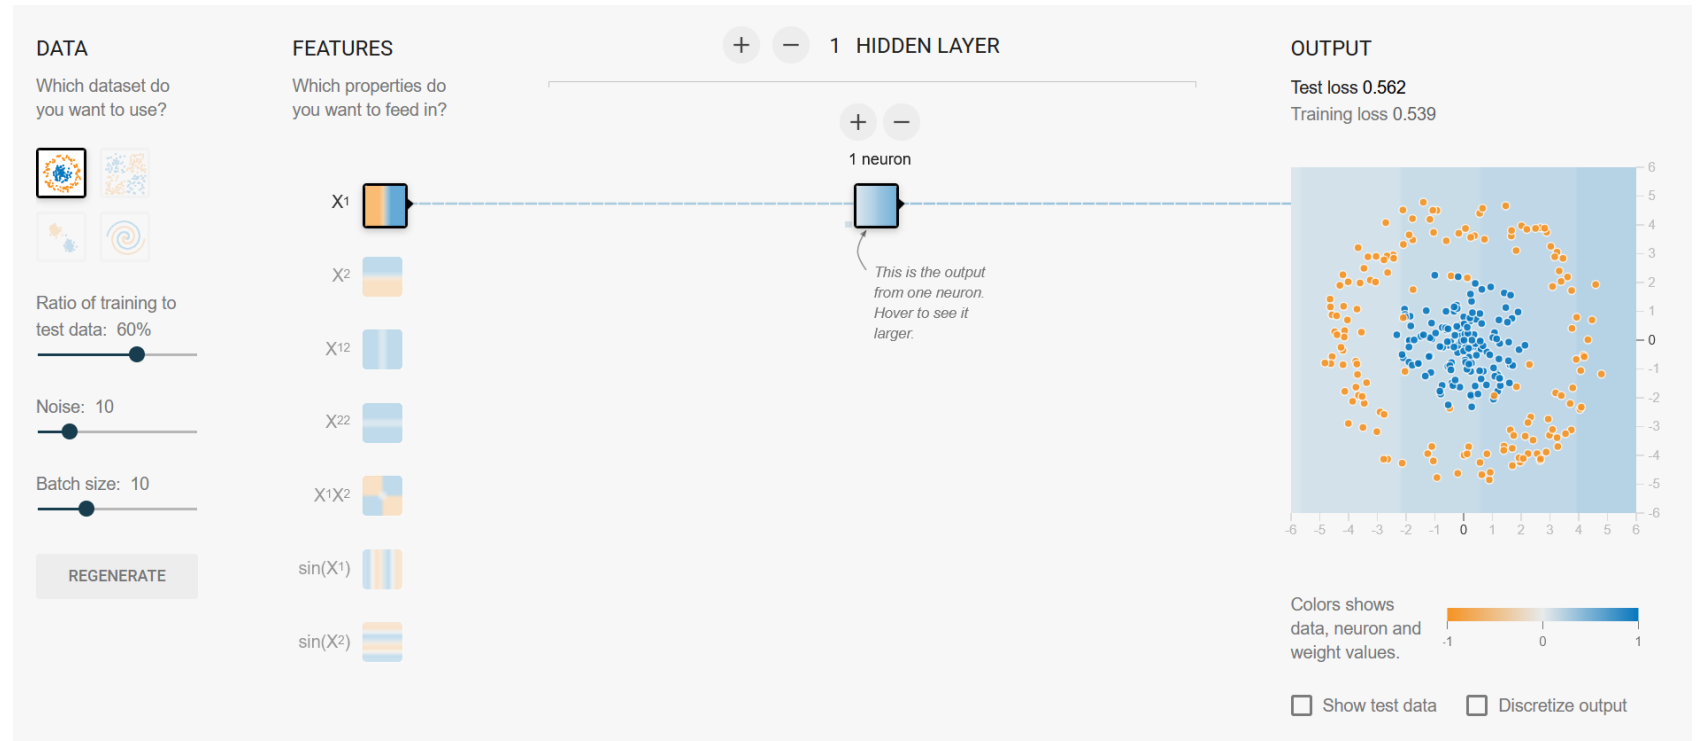 DATA
Which dataset do
you want to use?
Ratio of training to
test data: 60%
Noise: 10
Batch size: 10
REGENERATE
FEATURES
Which properties do
you want to feed in?
X1
X2
X12
X22
X1X2
sin(X1)
sin(X2)
+ − 1 HIDDEN LAYER
+ −
1 neuron
This is the output
from one neuron.
Hover to see it
larger.
OUTPUT
Test loss 0.562
Training loss 0.539
6
5
4
3
2
1
0
-1
-2
-3
-4
-5
-6
-6 -5 -4 -3 -2 -1 0 1 2 3 4 5 6
Colors shows
data, neuron and
weight values.
-1 0 1
Show test data Discretize output